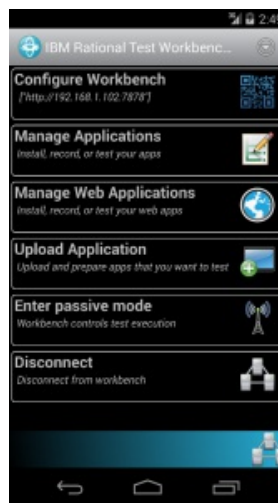 2:49
IBM Rational Test Workbenc...
Configure Workbench
["http://192.168.1.102:7878"]
Manage Applications
Install, record, or test your apps
Manage Web Applications
Install, record, or test your web apps
Upload Application
Upload and prepare apps that you want to test
Enter passive mode
Workbench controls test execution
Disconnect
Disconnect from workbench